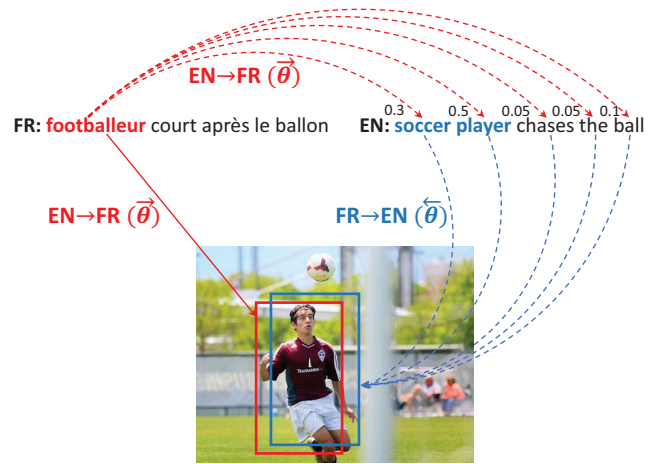 EN→FR (θ⃗)
0.3 0.5 0.05 0.05 0.1
FR: footballeur court après le ballon EN: soccer player chases the ball
EN→FR (θ⃗) FR→EN (θ⃖)